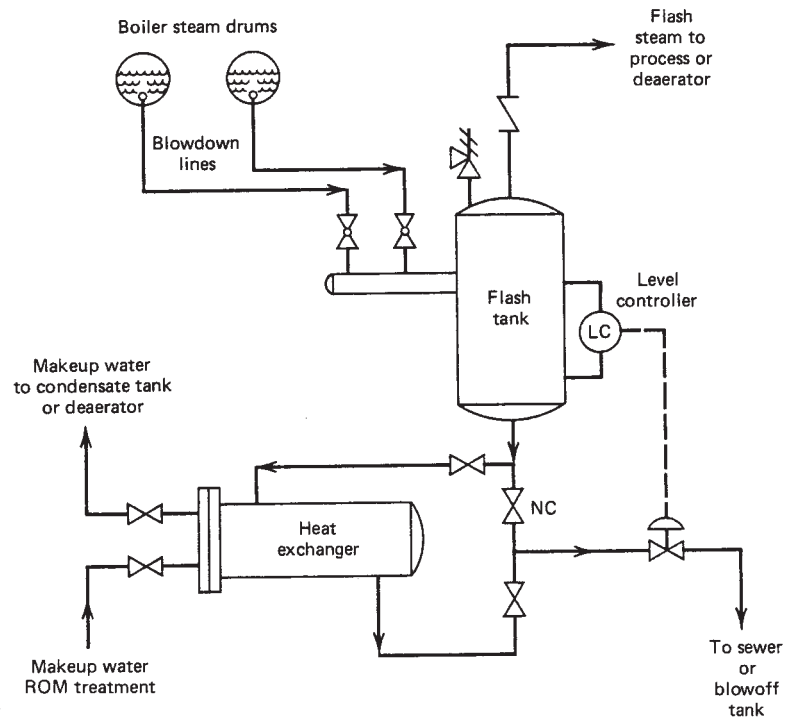 Boiler steam drums
Flash
steam to
process or
deaerator
Blowdown
lines
Flash
tank
Level
controller
LC
Makeup water
to condensate tank
or deaerator
NC
Heat
exchanger
Makeup water
ROM treatment
To sewer
or
blowoff
tank